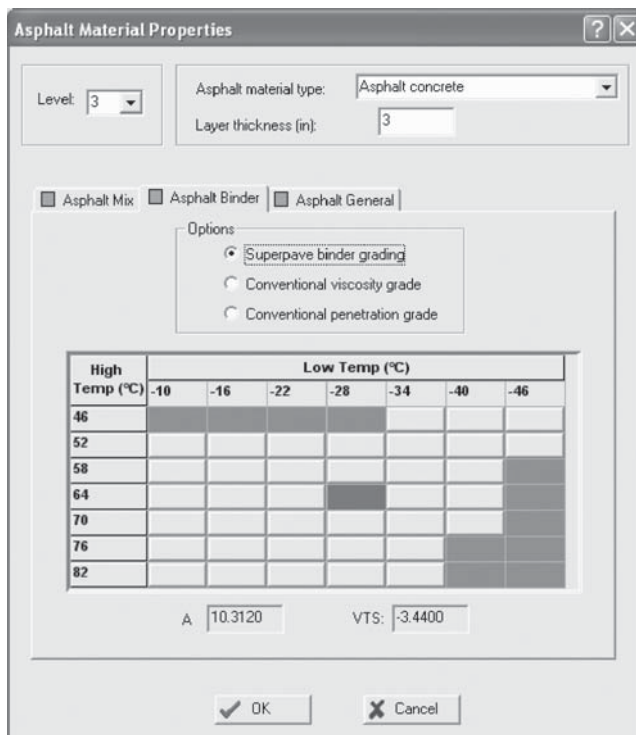 Asphalt Material Properties
Level: 3
Asphalt material type: Asphalt concrete
Layer thickness (in): 3
Asphalt Mix Asphalt Binder Asphalt General
Options
Superpave binder grading
Conventional viscosity grade
Conventional penetration grade
High Temp (°C) Low Temp (°C)
-10 -16 -22 -28 -34 -40 -46
46
52
58
64
70
76
82
A 10.3120 VTS: -3.4400
OK Cancel